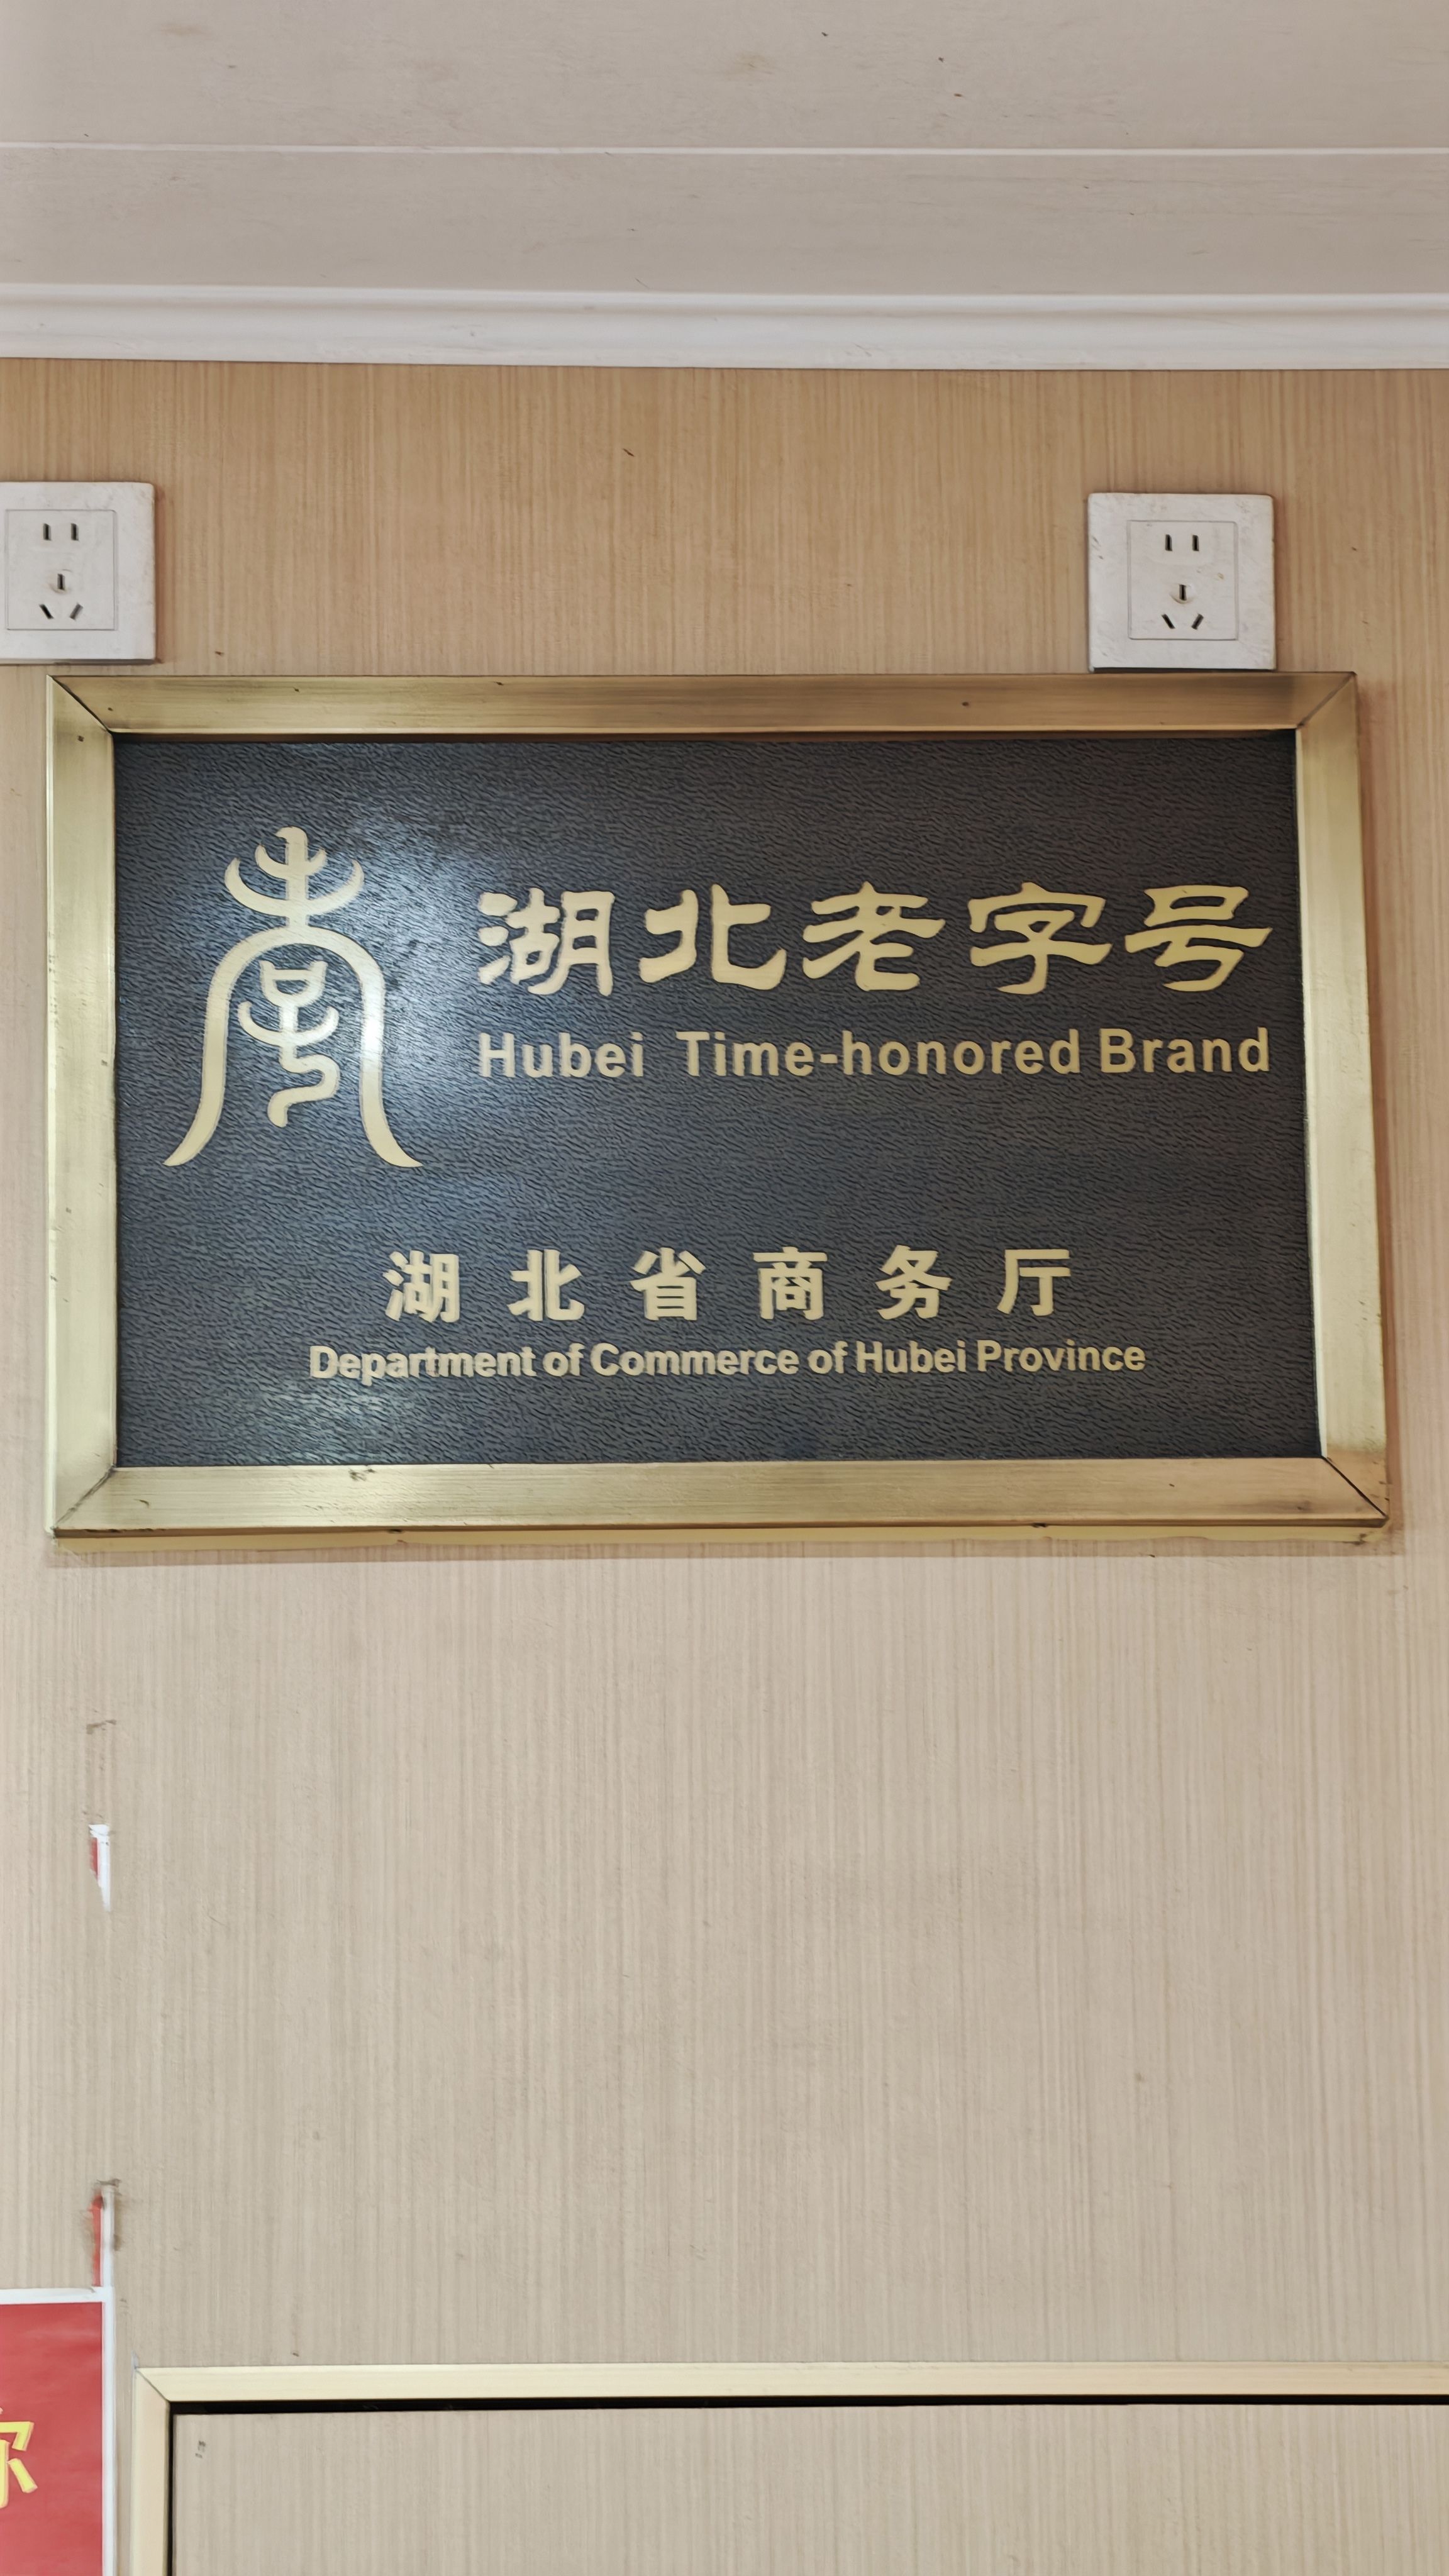 湖北老字号
Hubei Time-honored Brand
湖北省商务厅
Department of Commerce of Hubei Province